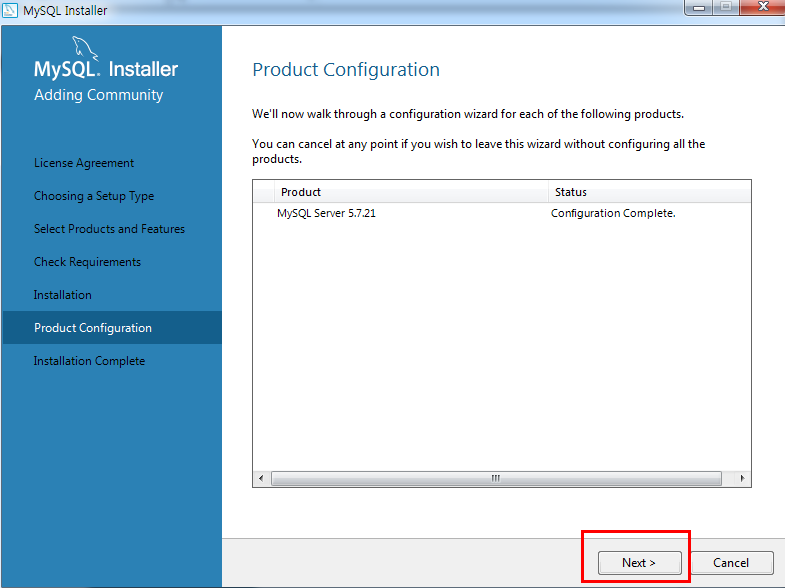 MySQL Installer
MySQL. Installer
Adding Community
License Agreement
Choosing a Setup Type
Select Products and Features
Check Requirements
Installation
Product Configuration
Installation Complete
Product Configuration
We'll now walk through a configuration wizard for each of the following products.
You can cancel at any point if you wish to leave this wizard without configuring all the
products.
Product Status
MySQL Server 5.7.21 Configuration Complete.
Next > Cancel